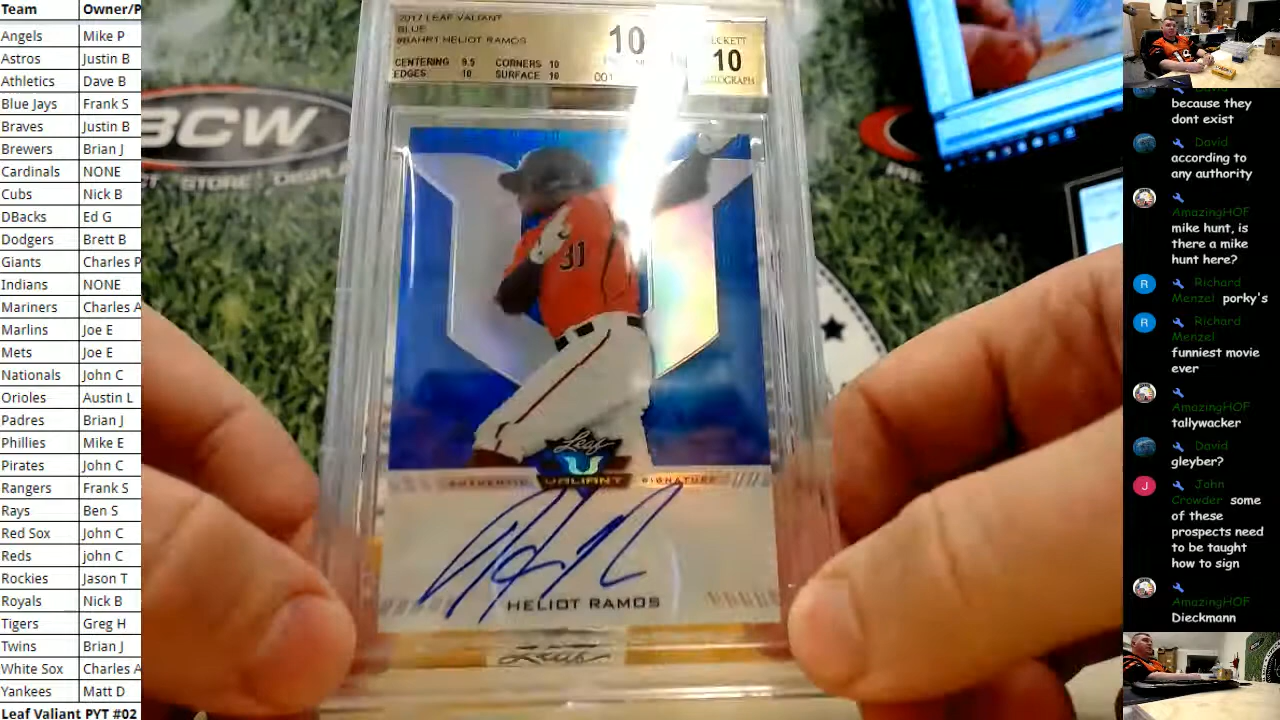 Team Owner/P
Angels Mike P
Astros Justin B
Athletics Dave B
Blue Jays Frank S
Braves Justin B
Brewers Brian J
Cardinals NONE
Cubs Nick B
DBacks Ed G
Dodgers Brett B
Giants Charles P
Indians NONE
Mariners Charles A
Marlins Joe E
Mets Joe E
Nationals John C
Orioles Austin L
Padres Brian J
Phillies Mike E
Pirates John C
Rangers Frank S
Rays Ben S
Red Sox John C
Reds john C
Rockies Jason T
Royals Nick B
Tigers Greg H
Twins Brian J
White Sox Charles A
Yankees Matt D
Leaf Valiant PYT #02
BCW
STORE
2017 LEAF VALIANT
BLUE
#BAHR1 HELIOT RAMOS
CENTERING 9.5 CORNERS 10
EDGES 10 SURFACE 10
10
BECKETT
10
AUTOGRAPH
31
Leaf
AUTHENTIC VALIANT SIGNATURE
HELIOT RAMOS
Leaf
David
because they
dont exist
David
according to
any authority
AmazingHOF
mike hunt, is
there a mike
hunt here?
R Richard
Menzel porky's
R Richard
Menzel
funniest movie
ever
AmazingHOF
tallywacker
David
gleyber?
J John
Crowder some
of these
prospects need
to be taught
how to sign
AmazingHOF
Dieckmann